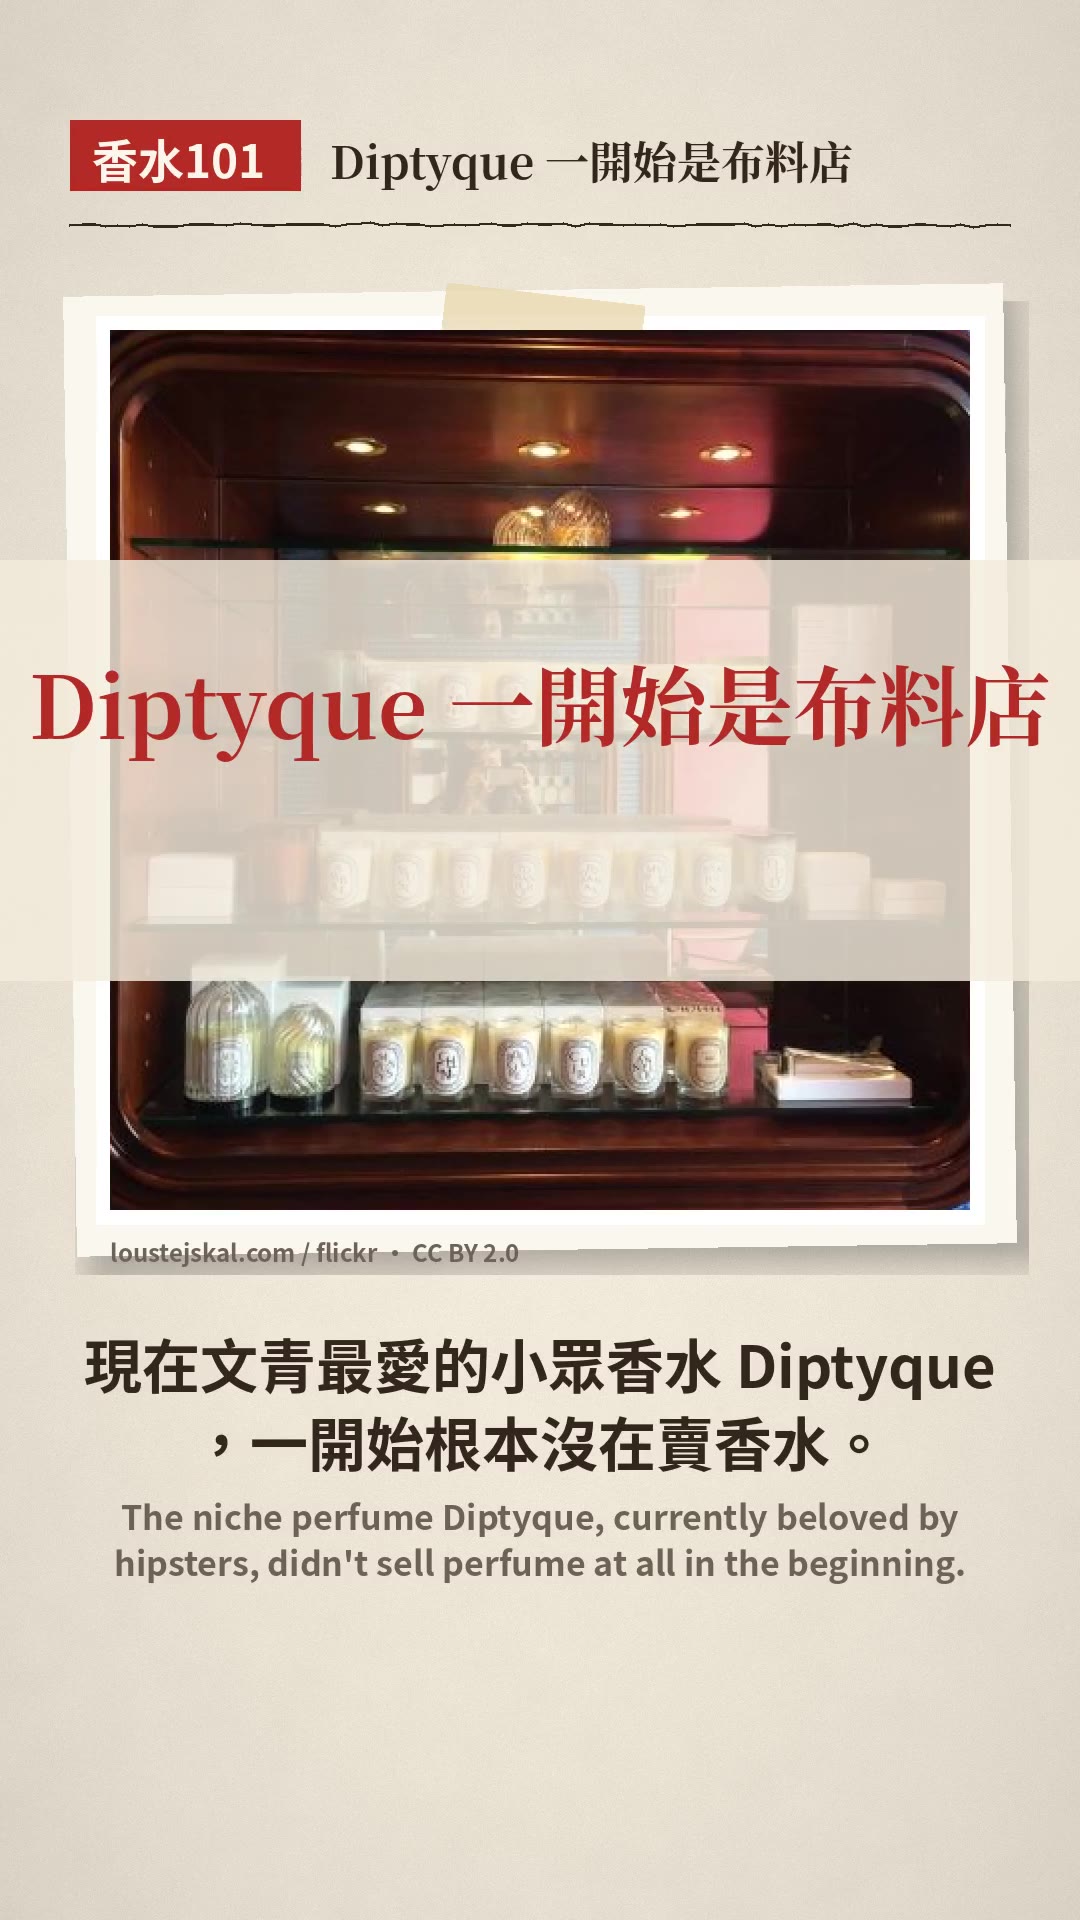 香水101
Diptyque 一開始是布料店
Diptyque 一開始是布料店
loustejskal.com / flickr ・ CC BY 2.0
現在文青最愛的小眾香水 Diptyque
，一開始根本沒在賣香水。
The niche perfume Diptyque, currently beloved by
hipsters, didn't sell perfume at all in the beginning.